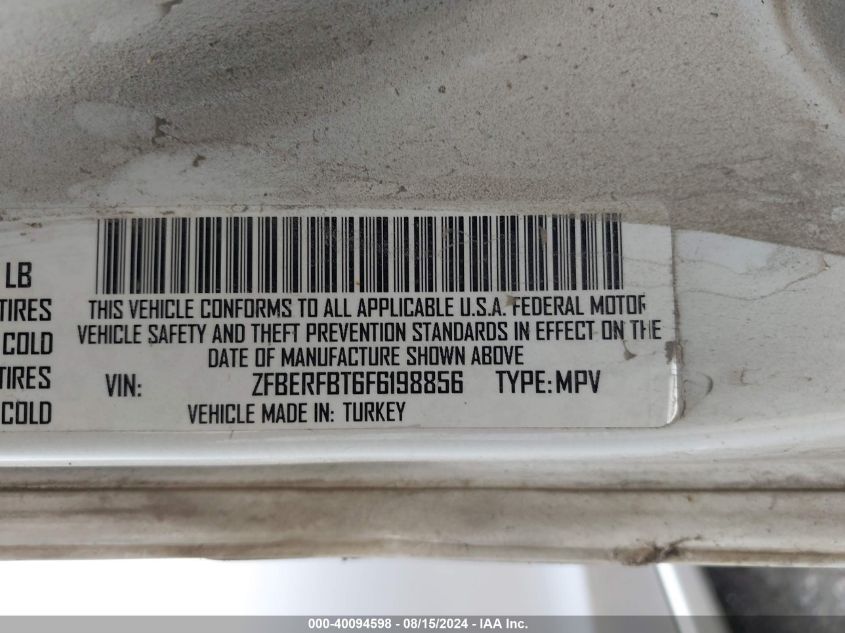 LB
TIRES
COLD
TIRES
COLD
THIS VEHICLE CONFORMS TO ALL APPLICABLE U.S.A. FEDERAL MOTOR
VEHICLE SAFETY AND THEFT PREVENTION STANDARDS IN EFFECT ON THE
DATE OF MANUFACTURE SHOWN ABOVE
VIN: ZFBERFBT6F6198856 TYPE: MPV
VEHICLE MADE IN: TURKEY
000-40094598 - 08/15/2024 - IAA Inc.